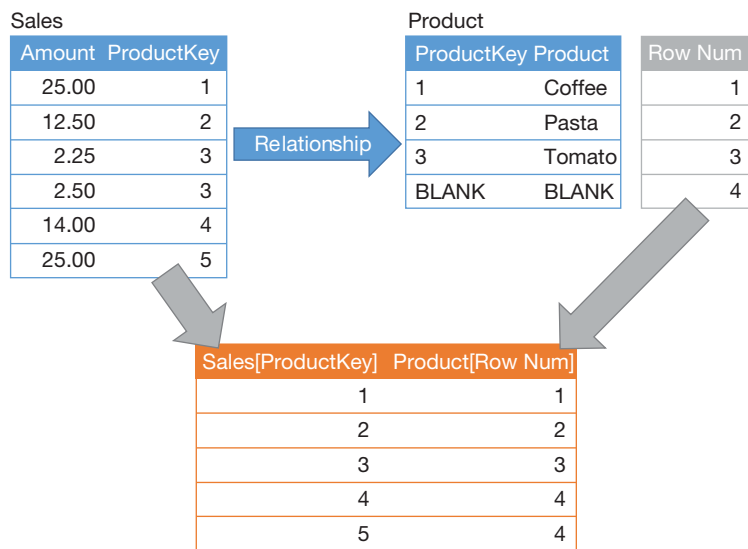 Sales
Amount ProductKey
25.00 1
12.50 2
2.25 3
2.50 3
14.00 4
25.00 5
Relationship
Product
ProductKey Product
1 Coffee
2 Pasta
3 Tomato
BLANK BLANK
Row Num
1
2
3
4
Sales[ProductKey] Product[Row Num]
1 1
2 2
3 3
4 4
5 4